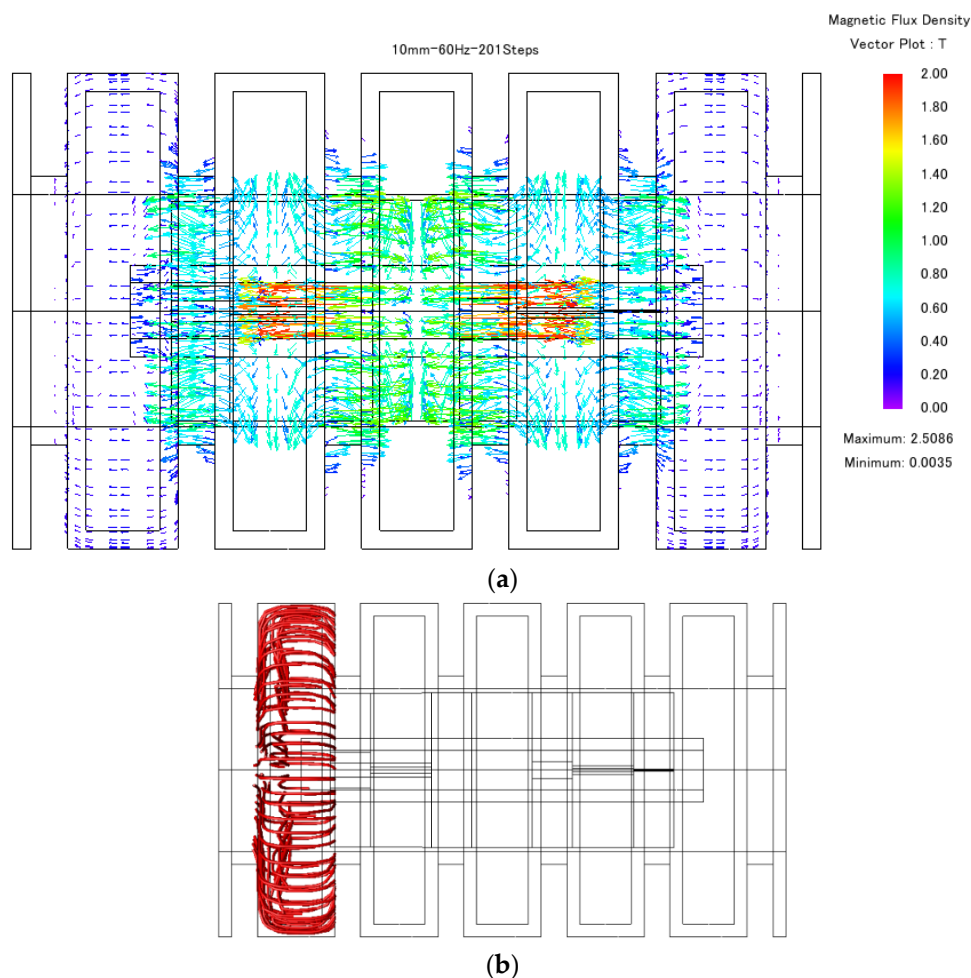 Magnetic Flux Density
Vector Plot : T
10mm-60Hz-201Steps
2.00
1.80
1.60
1.40
1.20
1.00
0.80
0.60
0.40
0.20
0.00
Maximum: 2.5086
Minimum: 0.0035
(a)
(b)